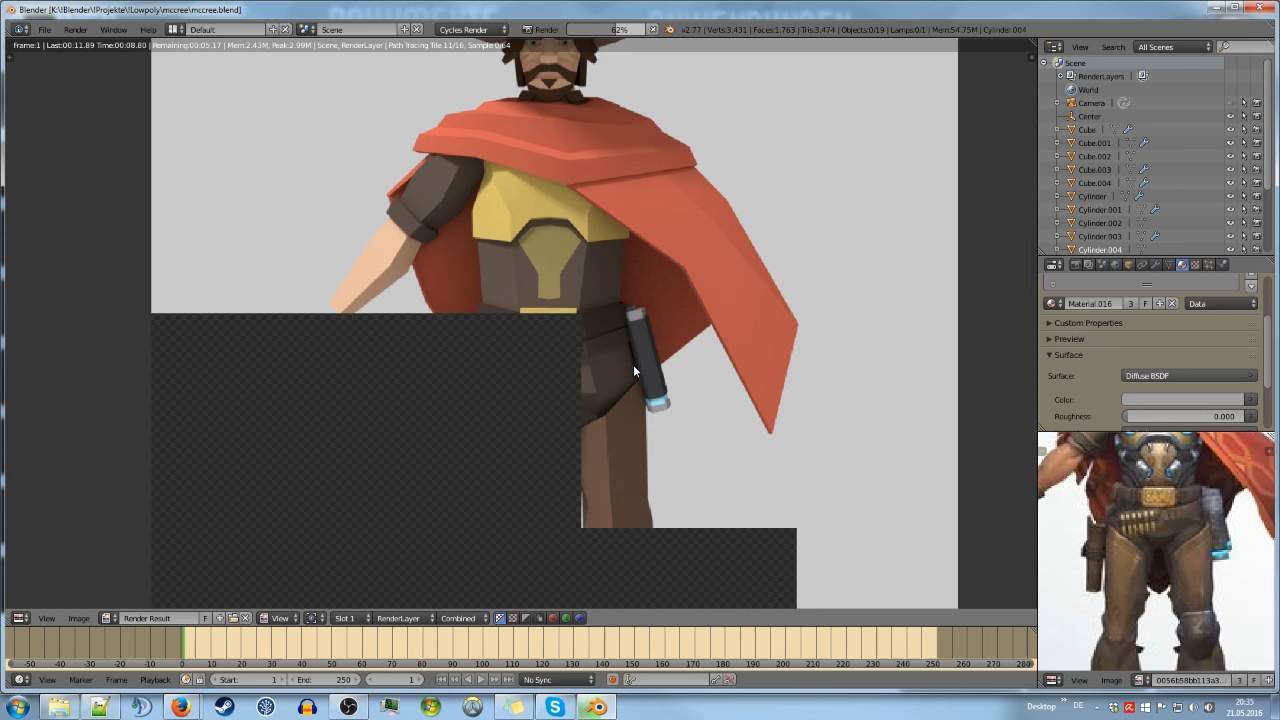 Blender [K:\!Blender\!Projekte\!Lowpoly\mccree\mccree.blend]
File Render Window Help Default Scene Cycles Render Render 62% v2.77 | Verts:3,431 | Faces:1,763 | Tris:3,474 | Objects:0/19 | Lamps:0/1 | Mem:54.75M | Cylinder.004
Frame:1 | Last:00:11.89 Time:00:08.80 | Remaining:00:05.17 | Mem:2.43M, Peak:2.99M | Scene, RenderLayer | Path Tracing Tile 11/16, Sample 0/64
View Search All Scenes
Scene
RenderLayers
World
Camera
Center
Cube
Cube.001
Cube.002
Cube.003
Cube.004
Cylinder
Cylinder.001
Cylinder.002
Cylinder.003
Cylinder.004
Material.016 3 F Data
Custom Properties
Preview
Surface
Surface: Diffuse BSDF
Color:
Roughness: 0.000
View Image Render Result F View Slot 1 RenderLayer Combined
-50 -40 -30 -20 -10 0 10 20 30 40 50 60 70 80 90 100 110 120 130 140 150 160 170 180 190 200 210 220 230 240 250 260 270 280
View Marker Frame Playback Start: 1 End: 250 1 No Sync
View Image 0056b58bb113a3... 3 F
Desktop DE 20:35
21.05.2016